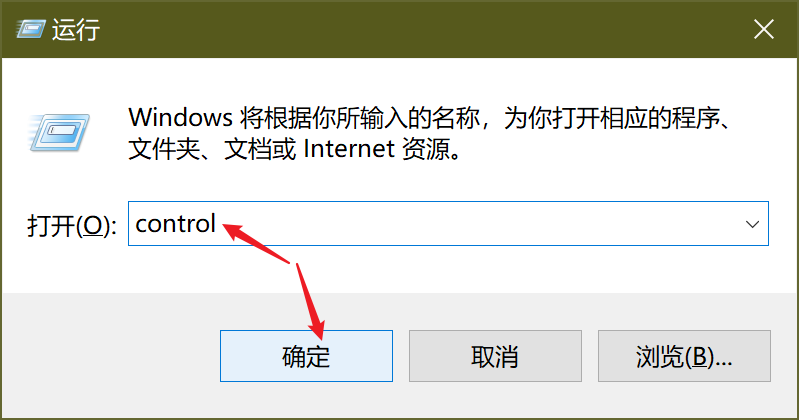 运行
Windows 将根据你所输入的名称，为你打开相应的程序、
文件夹、文档或 Internet 资源。
打开(O): control
确定 取消 浏览(B)...